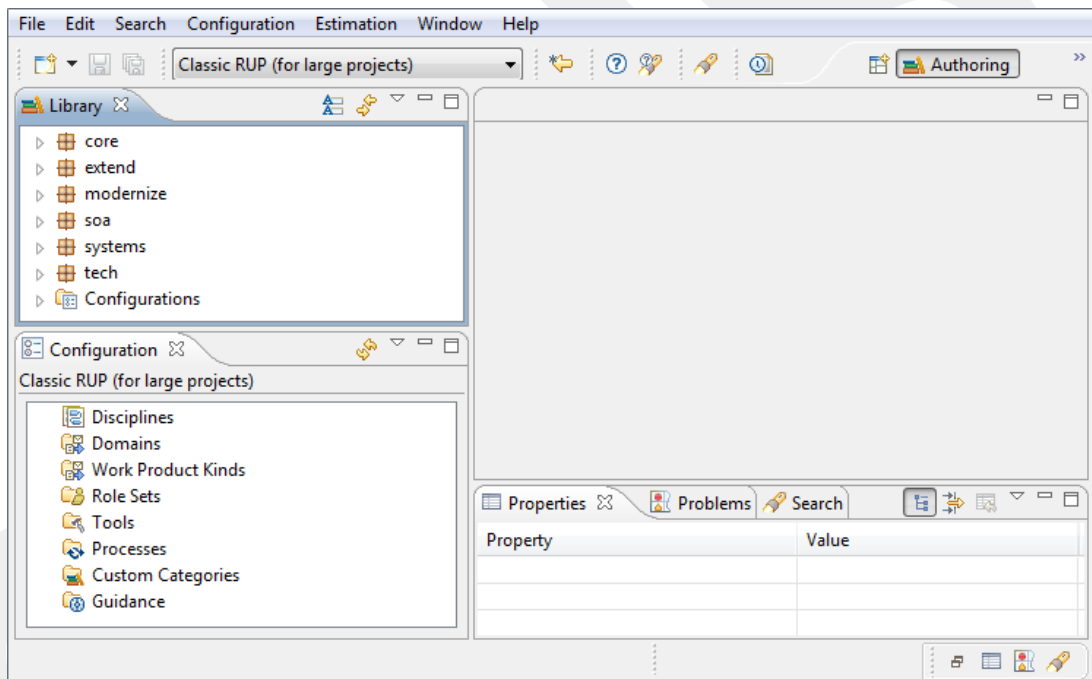 File Edit Search Configuration Estimation Window Help
Classic RUP (for large projects)
Authoring
Library
core
extend
modernize
soa
systems
tech
Configurations
Configuration
Classic RUP (for large projects)
Disciplines
Domains
Work Product Kinds
Role Sets
Tools
Processes
Custom Categories
Guidance
Properties Problems Search
Property Value